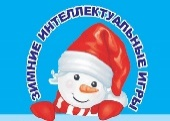 ЗИМНИЕ ИНТЕЛЛЕКТУАЛЬНЫЕ ИГРЫ